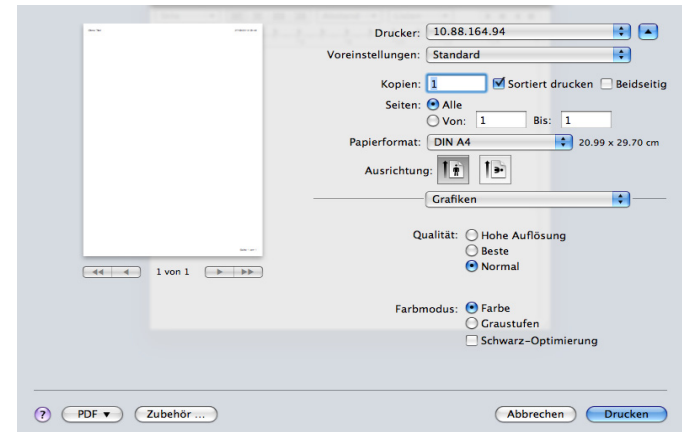 Drucker: 10.88.164.94
Voreinstellungen: Standard
Kopien: 1 Sortiert drucken Beidseitig
Seiten: Alle
Von: 1 Bis: 1
Papierformat: DIN A4 20.99 x 29.70 cm
Ausrichtung:
Grafiken
Qualität: Hohe Auflösung
Beste
Normal
1 von 1
Farbmodus: Farbe
Graustufen
Schwarz-Optimierung
? PDF Zubehör ... Abbrechen Drucken